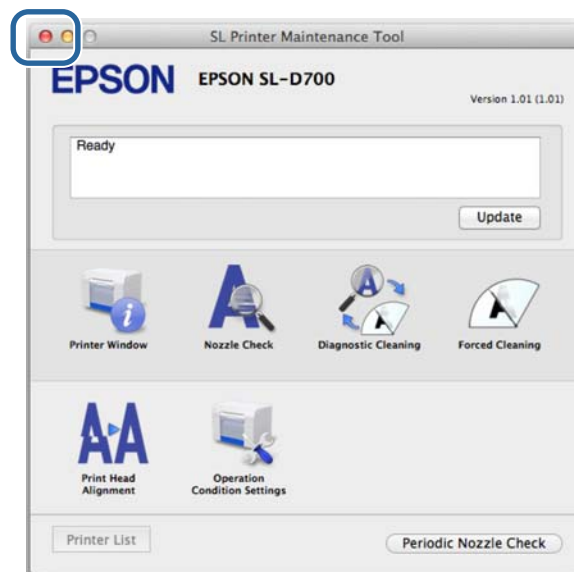 SL Printer Maintenance Tool
EPSON EPSON SL-D700
Version 1.01 (1.01)
Ready
Update
Printer Window Nozzle Check Diagnostic Cleaning Forced Cleaning
Print Head Operation
Alignment Condition Settings
Printer List Periodic Nozzle Check